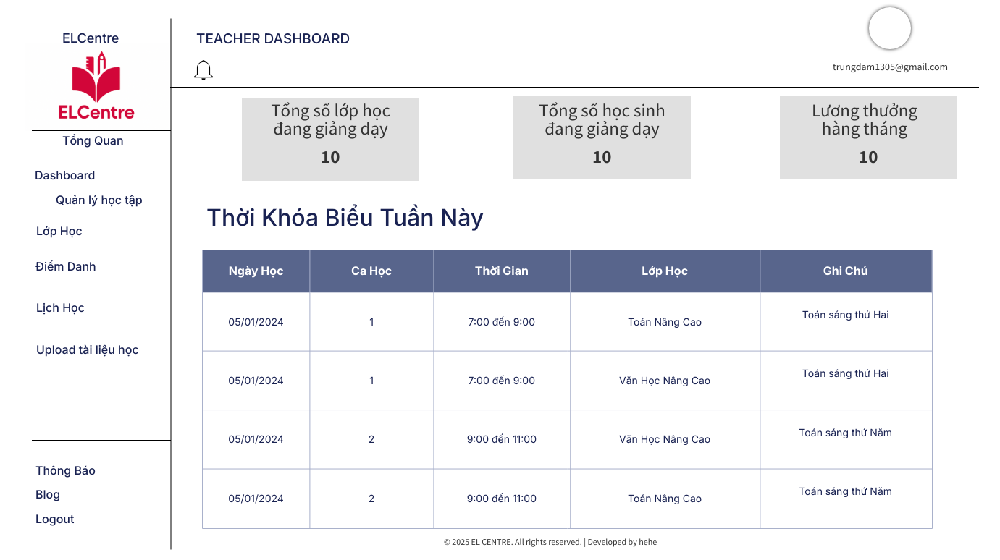 ELCentre
ELCentre
Tổng Quan
Dashboard
Quản lý học tập
Lớp Học
Điểm Danh
Lịch Học
Upload tài liệu học
Thông Báo
Blog
Logout
TEACHER DASHBOARD
trungdam1305@gmail.com
Tổng số lớp học
đang giảng dạy
10
Tổng số học sinh
đang giảng dạy
10
Lương thưởng
hàng tháng
10
Thời Khóa Biểu Tuần Này
Ngày Học Ca Học Thời Gian Lớp Học Ghi Chú
05/01/2024 1 7:00 đến 9:00 Toán Nâng Cao Toán sáng thứ Hai
05/01/2024 1 7:00 đến 9:00 Văn Học Nâng Cao Toán sáng thứ Hai
05/01/2024 2 9:00 đến 11:00 Văn Học Nâng Cao Toán sáng thứ Năm
05/01/2024 2 9:00 đến 11:00 Toán Nâng Cao Toán sáng thứ Năm
© 2025 EL CENTRE. All rights reserved. | Developed by hehe